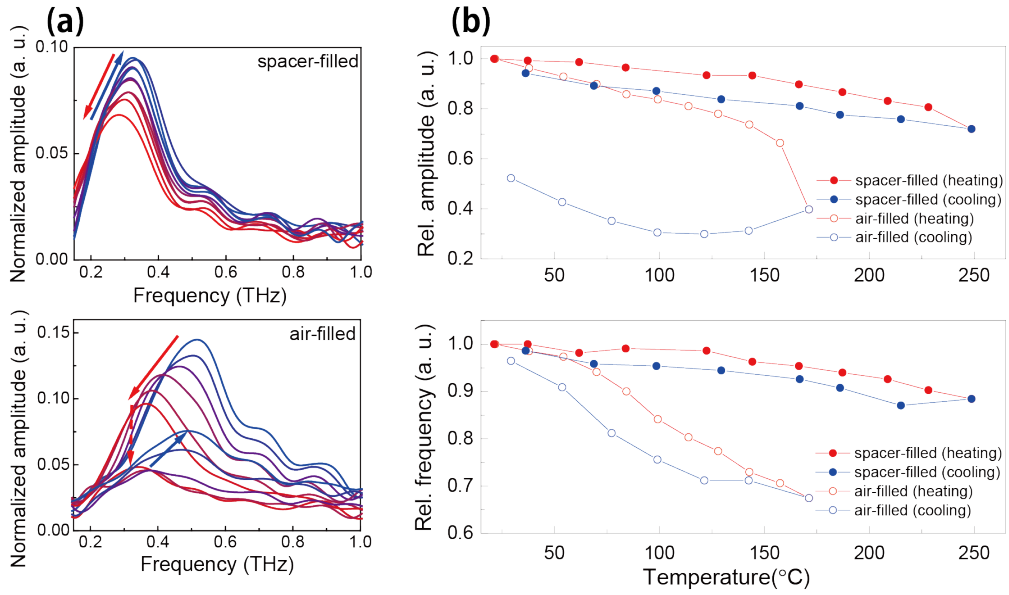 (a)
Normalized amplitude (a. u.)
0.10
0.05
0.00
spacer-filled
0.2 0.4 0.6 0.8 1.0
Frequency (THz)
Normalized amplitude (a. u.)
0.15
0.10
0.05
0.00
air-filled
0.2 0.4 0.6 0.8 1.0
Frequency (THz)
(b)
Rel. amplitude (a. u.)
1.0
0.8
0.6
0.4
0.2
spacer-filled (heating)
spacer-filled (cooling)
air-filled (heating)
air-filled (cooling)
50 100 150 200 250
Rel. frequency (a. u.)
1.0
0.9
0.8
0.7
0.6
spacer-filled (heating)
spacer-filled (cooling)
air-filled (heating)
air-filled (cooling)
50 100 150 200 250
Temperature(°C)